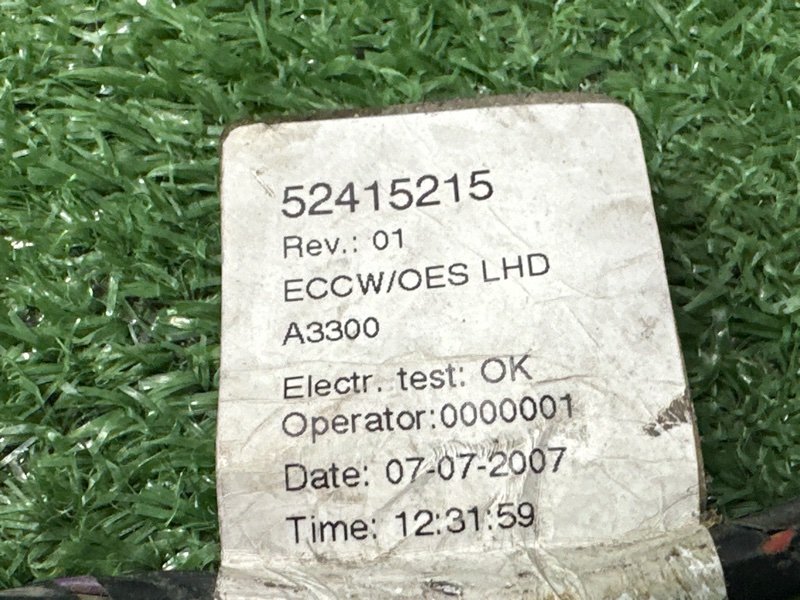 52415215
Rev.: 01
ECCW/OES LHD
A3300
Electr. test: OK
Operator:0000001
Date: 07-07-2007
Time: 12:31:59